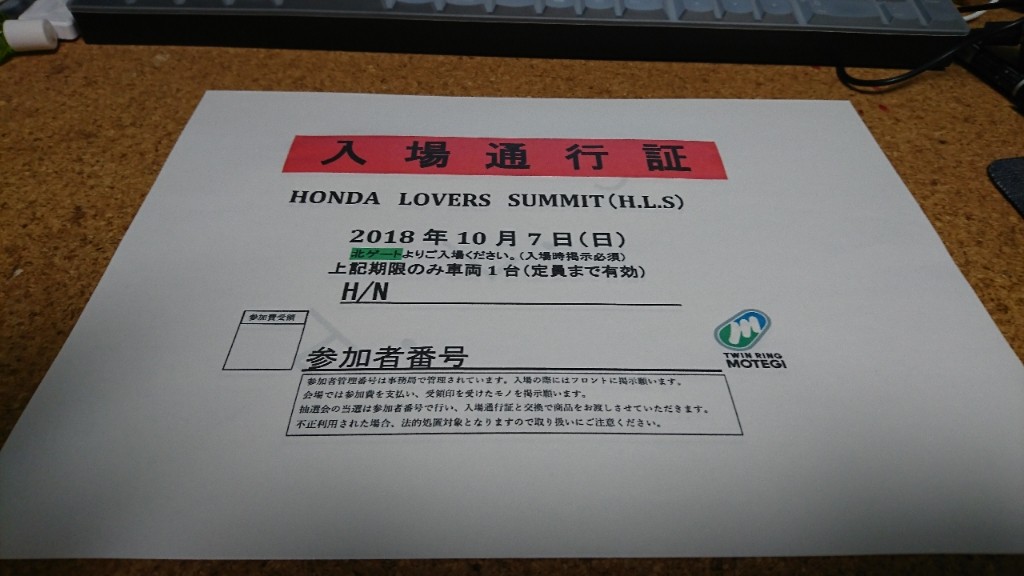 入場通行証
HONDA LOVERS SUMMIT(H.L.S)
2018年10月7日(日)
北ゲートよりご入場ください。(入場時掲示必須)
上記期限のみ車両1台(定員まで有効)
H/N
参加費受領
参加者番号
m
TWIN RING
MOTEGI
参加者管理番号は事務局で管理されています。入場の際にはフロントに掲示願います。
会場では参加費を支払い、受領印を受けたモノを掲示願います。
抽選会の当選は参加者番号で行い、入場通行証と交換で商品をお渡しさせていただきます。
不正利用された場合、法的処置対象となりますので取り扱いにご注意ください。